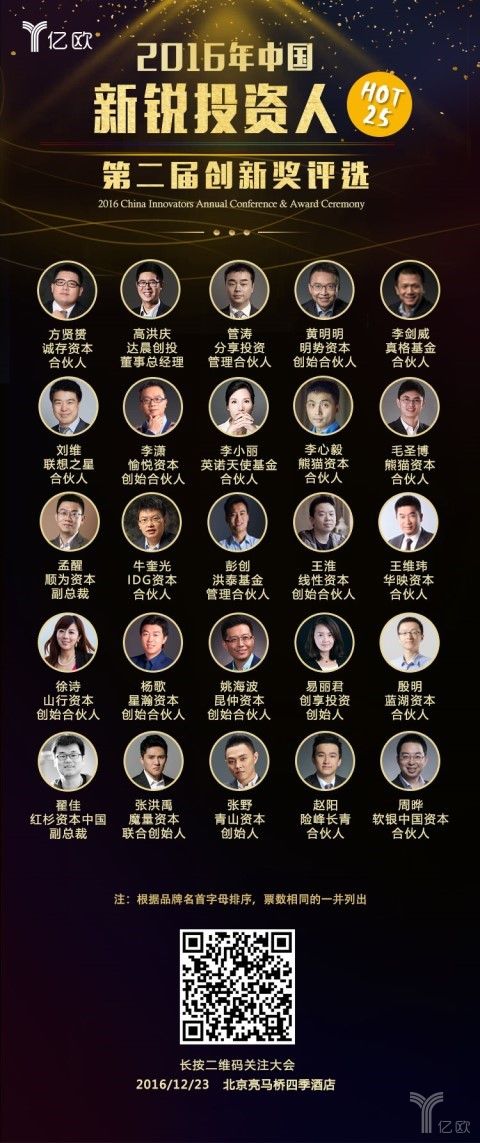 亿欧
2016年中国
新锐投资人
HOT
25
第二届创新奖评选
2016 China Innovators Annual Conference & Award Ceremony
方贤赟
诚存资本
合伙人
高洪庆
达晨创投
董事总经理
管涛
分享投资
管理合伙人
黄明明
明势资本
创始合伙人
李剑威
真格基金
合伙人
刘维
联想之星
合伙人
李潇
愉悦资本
创始合伙人
李小丽
英诺天使基金
合伙人
李心毅
熊猫资本
合伙人
毛圣博
熊猫资本
合伙人
孟醒
顺为资本
副总裁
牛奎光
IDG资本
合伙人
彭创
洪泰基金
管理合伙人
王淮
线性资本
创始合伙人
王维玮
华映资本
合伙人
徐诗
山行资本
创始合伙人
杨歌
星瀚资本
创始合伙人
姚海波
昆仲资本
创始合伙人
易丽君
创享投资
创始人
殷明
蓝湖资本
合伙人
翟佳
红杉资本中国
副总裁
张洪禹
魔量资本
联合创始人
张野
青山资本
创始人
赵阳
险峰长青
合伙人
周晔
软银中国资本
合伙人
注：根据品牌名首字母排序，票数相同的一并列出
长按二维码关注大会
2016/12/23 北京亮马桥四季酒店
亿欧